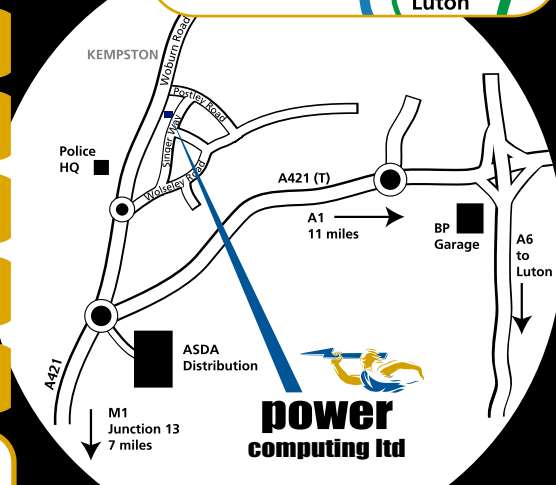 Luton
KEMPSTON
Woburn Road
Postley Road
Singer Way
Police
HQ
Wolseley Road
A421 (T)
A1
11 miles
BP
Garage
A6
to
Luton
ASDA
Distribution
A421
M1
Junction 13
7 miles
power
computing ltd